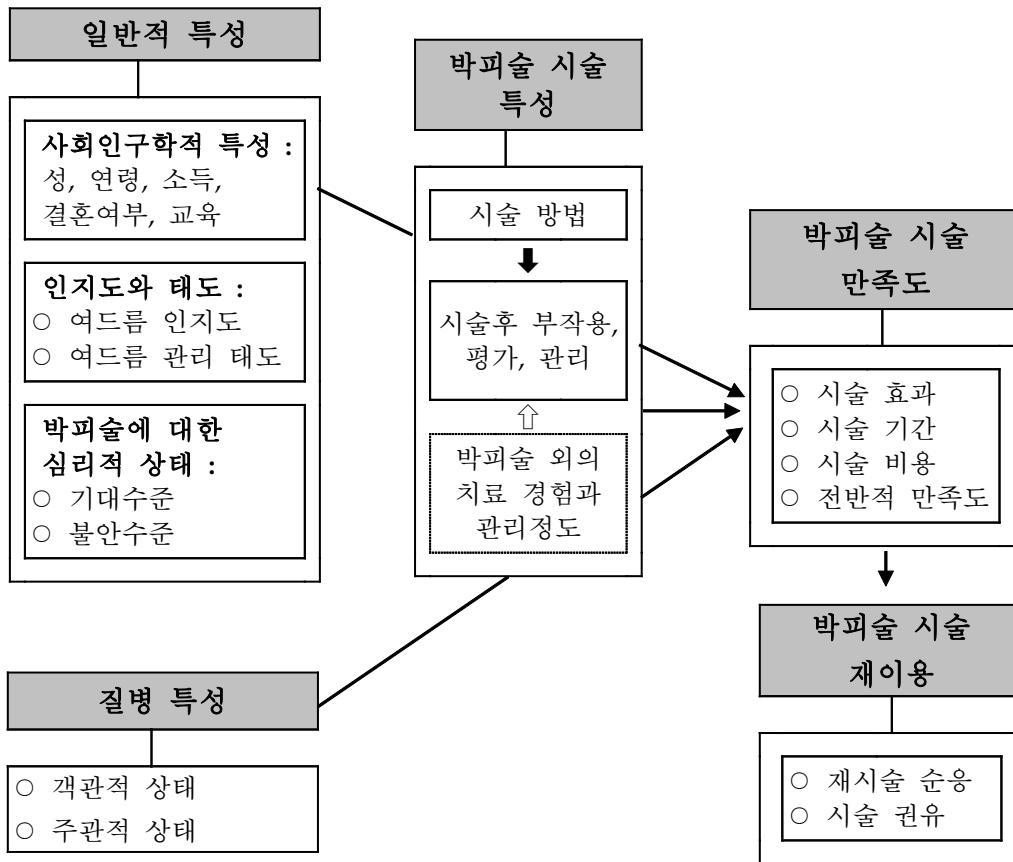 일반적 특성
사회인구학적 특성 :
성, 연령, 소득,
결혼여부, 교육
인지도와 태도 :
○ 여드름 인지도
○ 여드름 관리 태도
박피술에 대한
심리적 상태 :
○ 기대수준
○ 불안수준
질병 특성
○ 객관적 상태
○ 주관적 상태
박피술 시술
특성
시술 방법
시술후 부작용,
평가, 관리
박피술 외의
치료 경험과
관리정도
박피술 시술
만족도
○ 시술 효과
○ 시술 기간
○ 시술 비용
○ 전반적 만족도
박피술 시술
재이용
○ 재시술 순응
○ 시술 권유